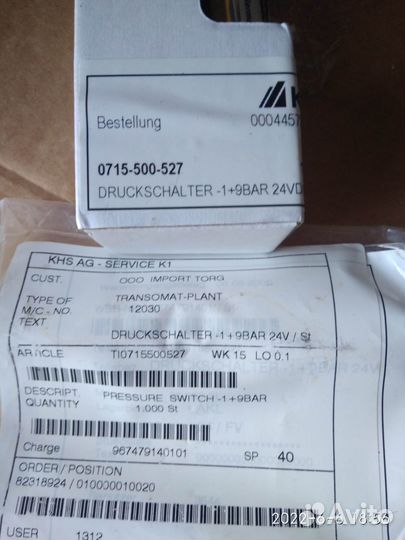 Bestellung
0715-500-527
DRUCKSCHALTER -1+9BAR 24VD
KHS AG - SERVICE K1
CUST. OOO IMPORT TORG
TYPE OF TRANSOMAT-PLANT
M/C - NO. 12030
TEXT
DRUCKSCHALTER -1+9BAR 24V / St
ARTICLE TI0715500527 WK 15 LO 0.1
DESCRIPT. PRESSURE SWITCH -1+9BAR
QUANTITY 1.000 St
Charge 967479140101 SP 40
ORDER / POSITION
82318924 / 010000010020
USER 1312
Avito